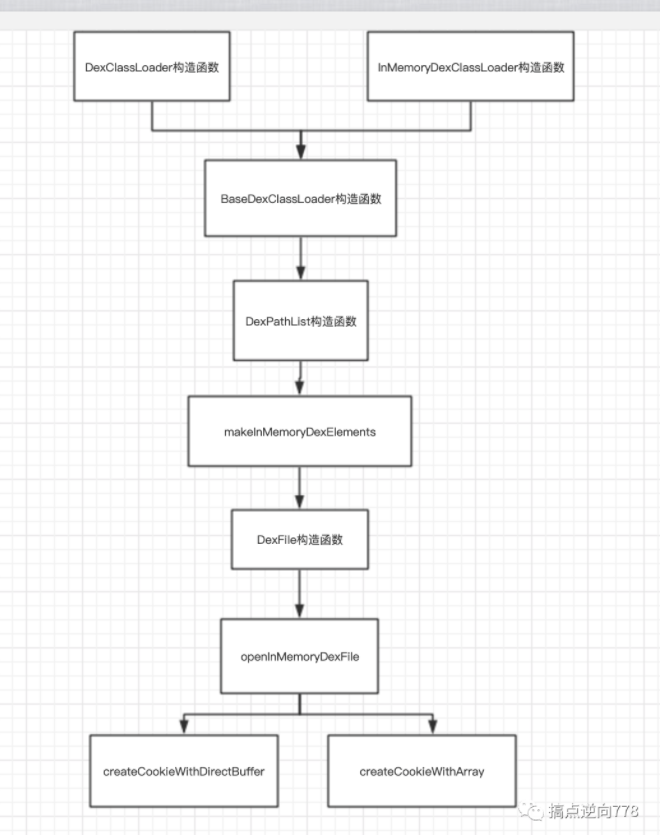 DexClassLoader构造函数
InMemoryDexClassLoader构造函数
BaseDexClassLoader构造函数
DexPathList构造函数
makeInMemoryDexElements
DexFile构造函数
openInMemoryDexFile
createCookieWithDirectBuffer
createCookieWithArray
搞点逆向778